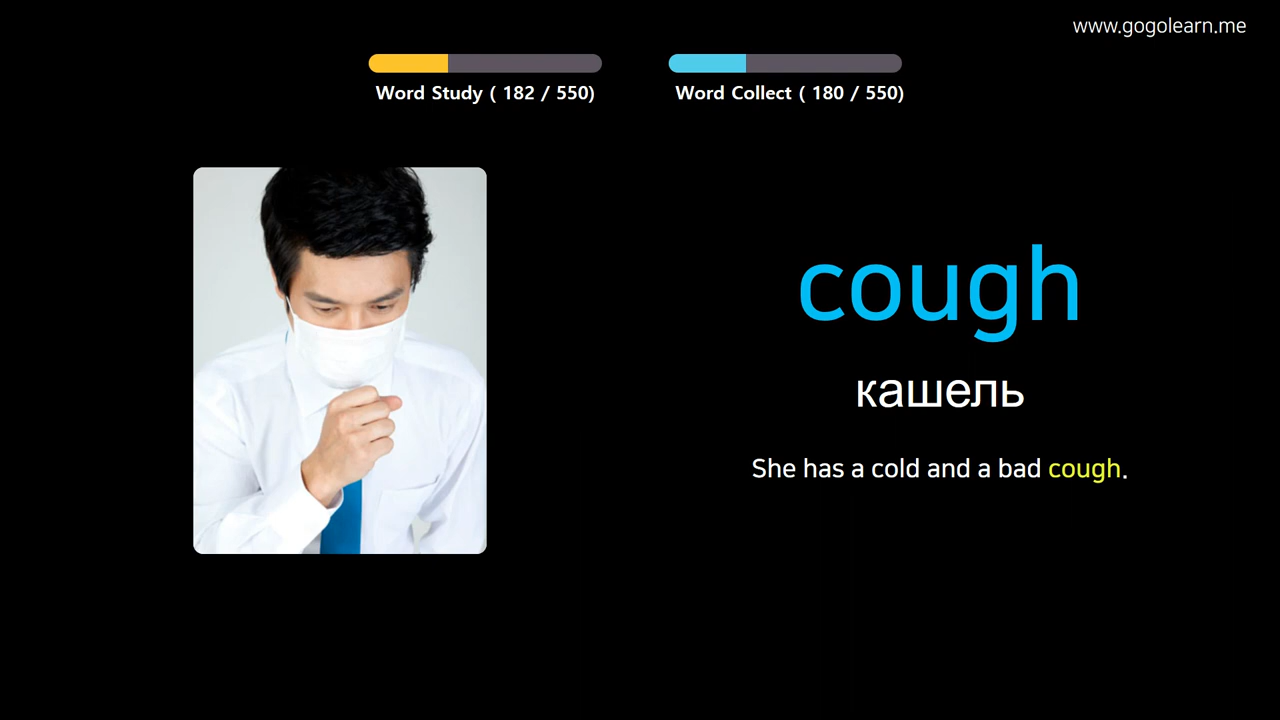 www.gogolearn.me
Word Study ( 182 / 550)
Word Collect ( 180 / 550)
cough
кашель
She has a cold and a bad cough.